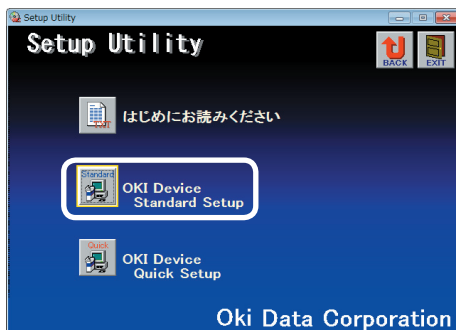 Setup Utility
Setup Utility
BACK
EXIT
TXT
はじめにお読みください
Standard
OKI Device
Standard Setup
Quick
OKI Device
Quick Setup
Oki Data Corporation